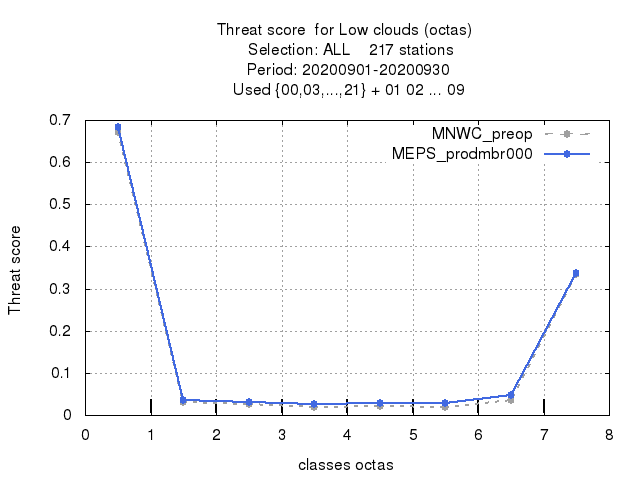 Threat score  for Low clouds (octas)
Selection: ALL    217 stations
Period: 20200901-20200930
Used {00,03,...,21} + 01 02 ... 09
MNWC_preop
MEPS_prodmbr000
Threat score
0.7
0.6
0.5
0.4
0.3
0.2
0.1
0
0 1 2 3 4 5 6 7 8
classes octas